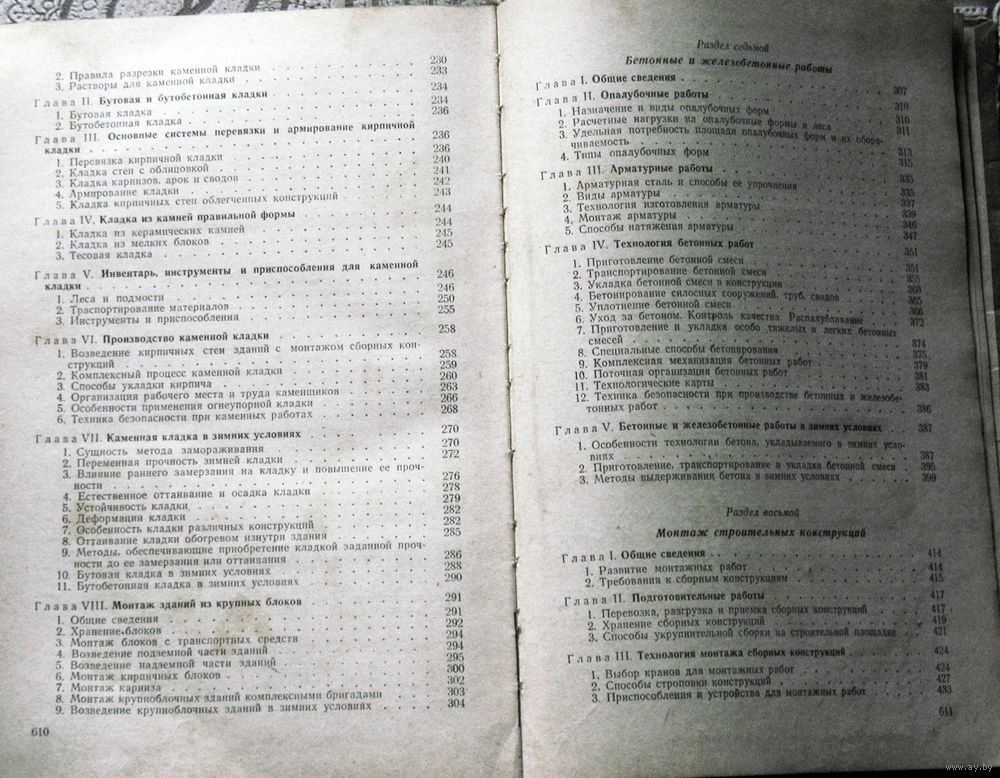 2. Правила разрезки каменной кладки 230
3. Растворы для каменной кладки 233
Глава II. Бутовая и бутобетонная кладки 234
1. Бутовая кладка 234
2. Бутобетонная кладка 236
Глава III. Основные системы перевязки и армирование кирпичной
кладки 236
1. Перевязка кирпичной кладки 236
2. Кладка стен с облицовкой 240
3. Кладка карнизов, арок и сводов 241
4. Армирование кладки 242
5. Кладка кирпичных стен облегченных конструкций 243
Глава IV. Кладка из камней правильной формы 244
1. Кладка из керамических камней 244
2. Кладка из мелких блоков 245
3. Тесовая кладка 245
Глава V. Инвентарь, инструменты и приспособления для каменной
кладки 246
1. Леса и подмости 246
2. Траспортирование материалов 250
3. Инструменты и приспособления 255
Глава VI. Производство каменной кладки 258
1. Возведение кирпичных стен зданий с монтажом сборных кон-
струкций 258
2. Комплексный процесс каменной кладки 259
3. Способы укладки кирпича 260
4. Организация рабочего места и труда каменщиков 263
5. Особенности применения огнеупорной кладки 266
6. Техника безопасности при каменных работах 268
Глава VII. Каменная кладка в зимних условиях 270
1. Сущность метода замораживания 270
2. Переменная прочность зимней кладки 272
3. Влияние раннего замерзания на кладку и повышение ее проч-
ности 276
4. Естественное оттаивание и осадка кладки 278
5. Устойчивость кладки 279
6. Деформации кладки 282
7. Особенность кладки различных конструкций 282
8. Оттаивание кладки обогревом изнутри здания 285
9. Методы, обеспечивающие приобретение кладкой заданной проч-
ности до ее замерзания или оттаивания 286
10. Бутовая кладка в зимних условиях 288
11. Бутобетонная кладка в зимних условиях 290
Глава VIII. Монтаж зданий из крупных блоков 291
1. Общие сведения 291
2. Хранение блоков 292
3. Монтаж блоков с транспортных средств 294
4. Возведение подземной части зданий 294
5. Возведение надземной части зданий 295
6. Монтаж кирпичных блоков 300
7. Монтаж карниза 302
8. Монтаж крупноблочных зданий комплексными бригадами 303
9. Возведение крупноблочных зданий в зимних условиях 304
610
Раздел седьмой
Бетонные и железобетонные работы
Глава I. Общие сведения 307
Глава II. Опалубочные работы 310
1. Назначение и виды опалубочных форм 310
2. Расчетные нагрузки на опалубочные формы и леса 311
3. Удельная потребность площади опалубочных форм и их обора-
чиваемость 313
4. Типы опалубочных форм 315
Глава III. Арматурные работы 335
1. Арматурная сталь и способы ее упрочнения 335
2. Виды арматуры 337
3. Технология изготовления арматуры 339
4. Монтаж арматуры 346
5. Способы натяжения арматуры 347
Глава IV. Технология бетонных работ 351
1. Приготовление бетонной смеси 351
2. Транспортирование бетонной смеси 355
3. Укладка бетонной смеси в конструкции 360
4. Бетонирование силосных сооружений, труб, сводов 365
5. Уплотнение бетонной смеси 366
6. Уход за бетоном. Контроль качества. Распалубливание 372
7. Приготовление и укладка особо тяжелых и легких бетонных
смесей 374
8. Специальные способы бетонирования 375
9. Комплексная механизация бетонных работ 379
10. Поточная организация бетонных работ 381
11. Технологические карты 383
12. Техника безопасности при производстве бетонных и железобе-
тонных работ 386
Глава V. Бетонные и железобетонные работы в зимних условиях 387
1. Особенности технологии бетона, укладываемого в зимних усло-
виях 387
2. Приготовление, транспортирование и укладка бетонной смеси 395
3. Методы выдерживания бетона в зимних условиях 399
Раздел восьмой
Монтаж строительных конструкций
Глава I. Общие сведения 414
1. Развитие монтажных работ 414
2. Требования к сборным конструкциям 415
Глава II. Подготовительные работы 417
1. Перевозка, разгрузка и приемка сборных конструкций 417
2. Хранение сборных конструкций 419
3. Способы укрупнительной сборки на строительной площадке 421
Глава III. Технология монтажа сборных конструкций 424
1. Выбор кранов для монтажных работ 424
2. Способы строповки конструкций 427
3. Приспособления и устройства для монтажных работ 433
611
www.ay.by